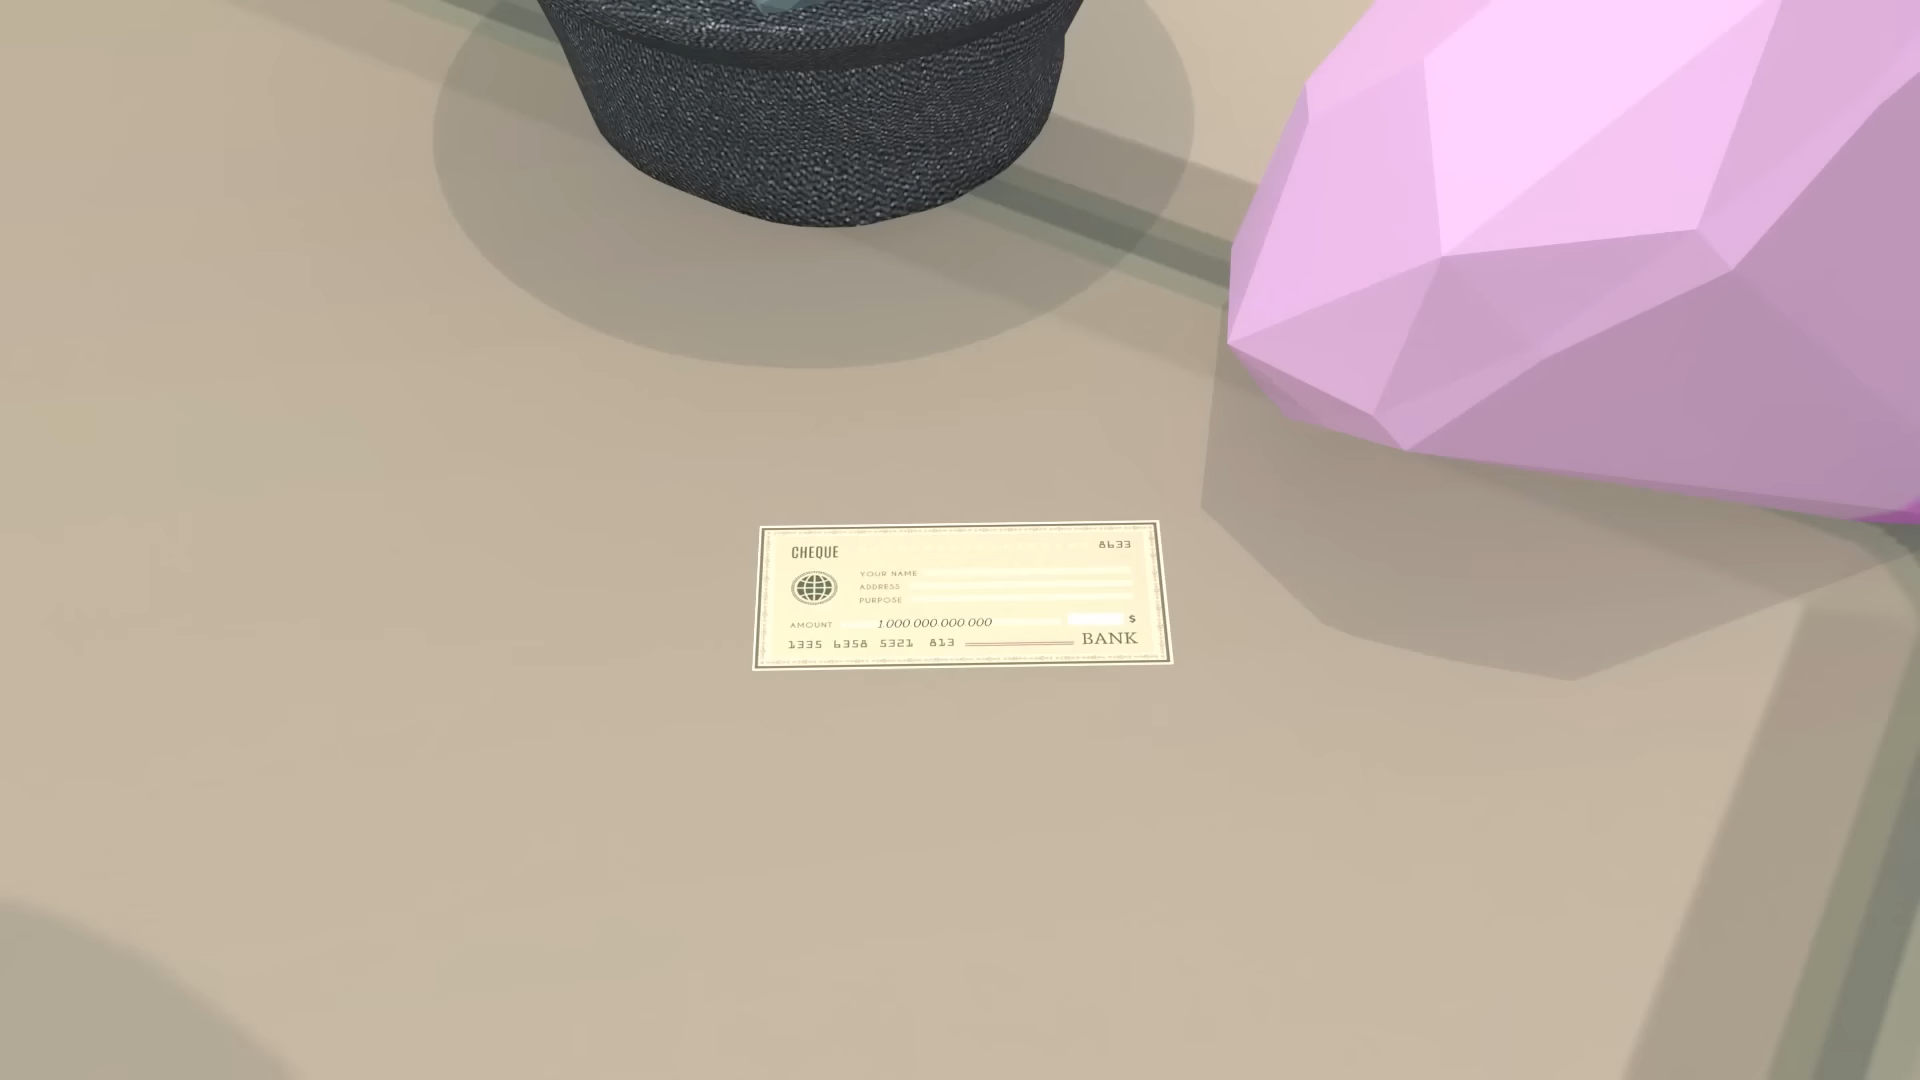 CHEQUE
8633
YOUR NAME
ADDRESS
PURPOSE
AMOUNT 1 000 000 000 000 $
1335 6358 5321 813 BANK